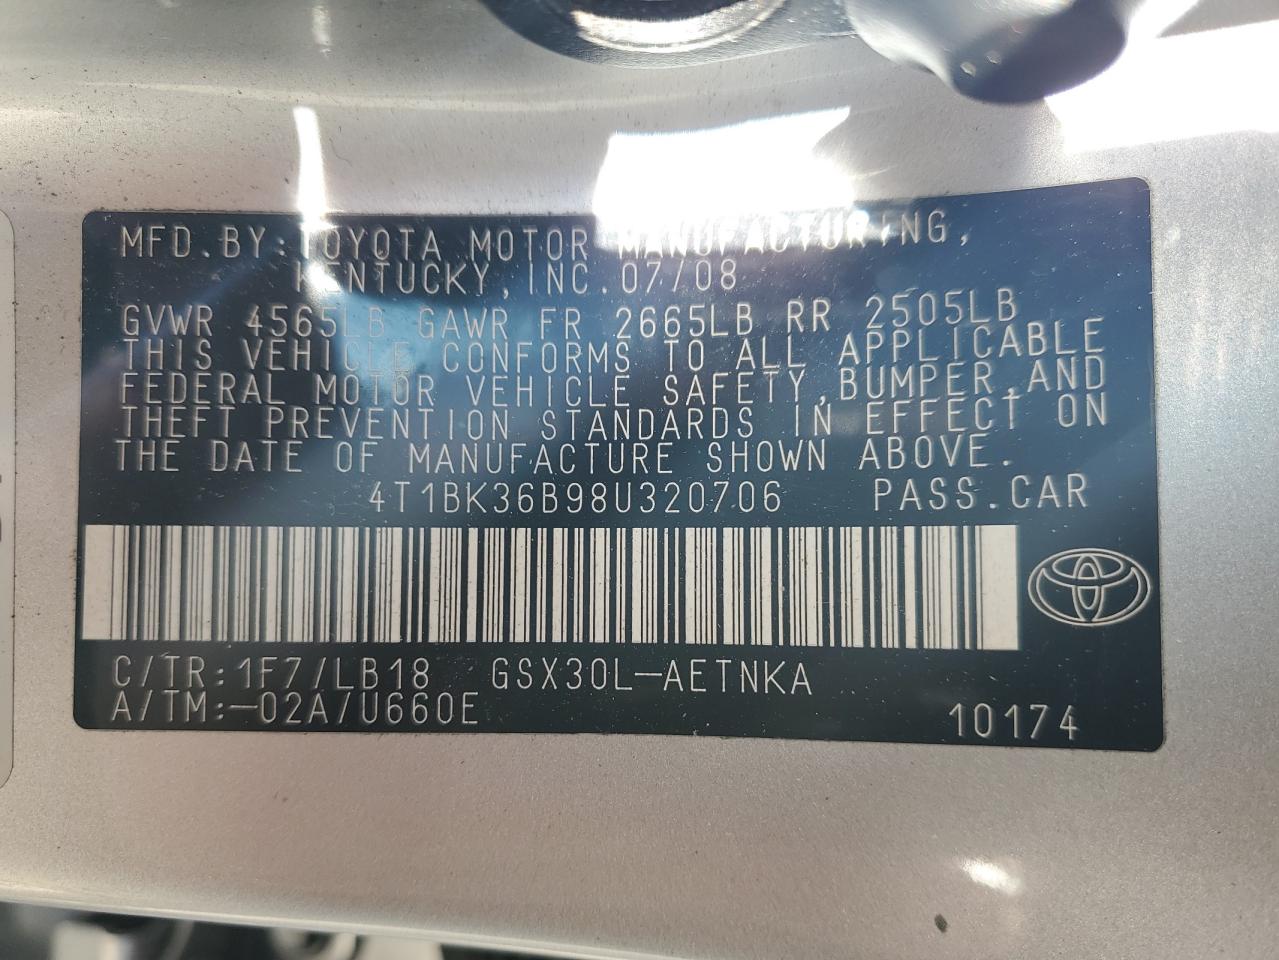 MFD.BY:TOYOTA MOTOR MANUFACTURING,
KENTUCKY,INC.07/08
GVWR 4565LB GAWR FR 2665LB RR 2505LB
THIS VEHICLE CONFORMS TO ALL APPLICABLE
FEDERAL MOTOR VEHICLE SAFETY,BUMPER,AND
THEFT PREVENTION STANDARDS IN EFFECT ON
THE DATE OF MANUFACTURE SHOWN ABOVE.
4T1BK36B98U320706 PASS.CAR
C/TR:1F7/LB18 GSX30L-AETNKA
A/TM:-02A/U660E 10174